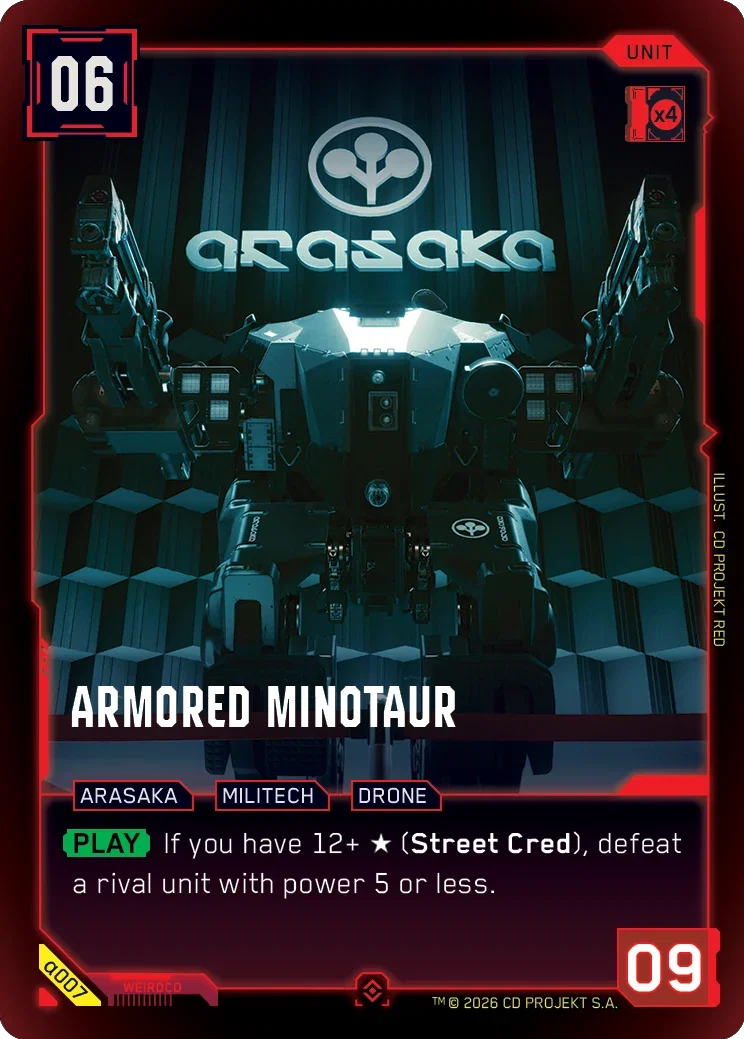 06
UNIT
x4
arasaka
ARMORED MINOTAUR
ARASAKA MILITECH DRONE
PLAY If you have 12+ ★ (Street Cred), defeat
a rival unit with power 5 or less.
ILLUST. CD PROJEKT RED
α007
WEIRDCO
™ © 2026 CD PROJEKT S.A.
09